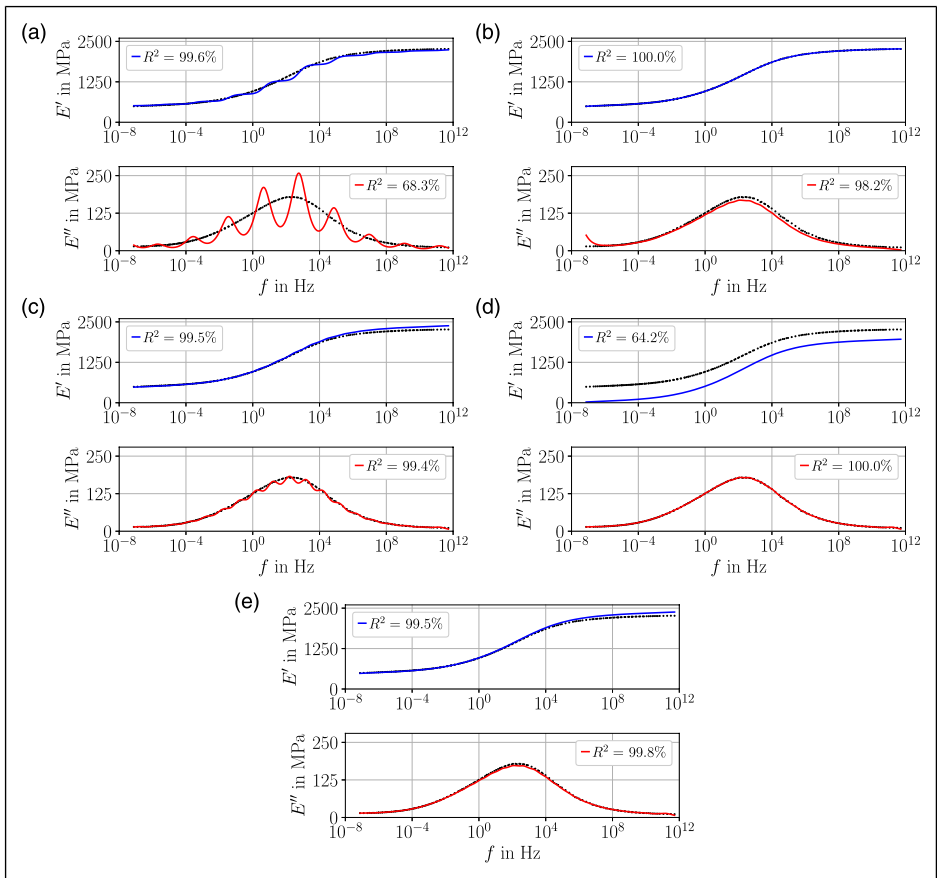 (a)
E′ in MPa
2500
1250
0
R² = 99.6%
10⁻⁸ 10⁻⁴ 10⁰ 10⁴ 10⁸ 10¹²
E″ in MPa
250
125
0
R² = 68.3%
10⁻⁸ 10⁻⁴ 10⁰ 10⁴ 10⁸ 10¹²
f in Hz
(b)
E′ in MPa
2500
1250
0
R² = 100.0%
10⁻⁸ 10⁻⁴ 10⁰ 10⁴ 10⁸ 10¹²
E″ in MPa
250
125
0
R² = 98.2%
10⁻⁸ 10⁻⁴ 10⁰ 10⁴ 10⁸ 10¹²
f in Hz
(c)
E′ in MPa
2500
1250
0
R² = 99.5%
10⁻⁸ 10⁻⁴ 10⁰ 10⁴ 10⁸ 10¹²
E″ in MPa
250
125
0
R² = 99.4%
10⁻⁸ 10⁻⁴ 10⁰ 10⁴ 10⁸ 10¹²
f in Hz
(d)
E′ in MPa
2500
1250
0
R² = 64.2%
10⁻⁸ 10⁻⁴ 10⁰ 10⁴ 10⁸ 10¹²
E″ in MPa
250
125
0
R² = 100.0%
10⁻⁸ 10⁻⁴ 10⁰ 10⁴ 10⁸ 10¹²
f in Hz
(e)
E′ in MPa
2500
1250
0
R² = 99.5%
10⁻⁸ 10⁻⁴ 10⁰ 10⁴ 10⁸ 10¹²
E″ in MPa
250
125
0
R² = 99.8%
10⁻⁸ 10⁻⁴ 10⁰ 10⁴ 10⁸ 10¹²
f in Hz